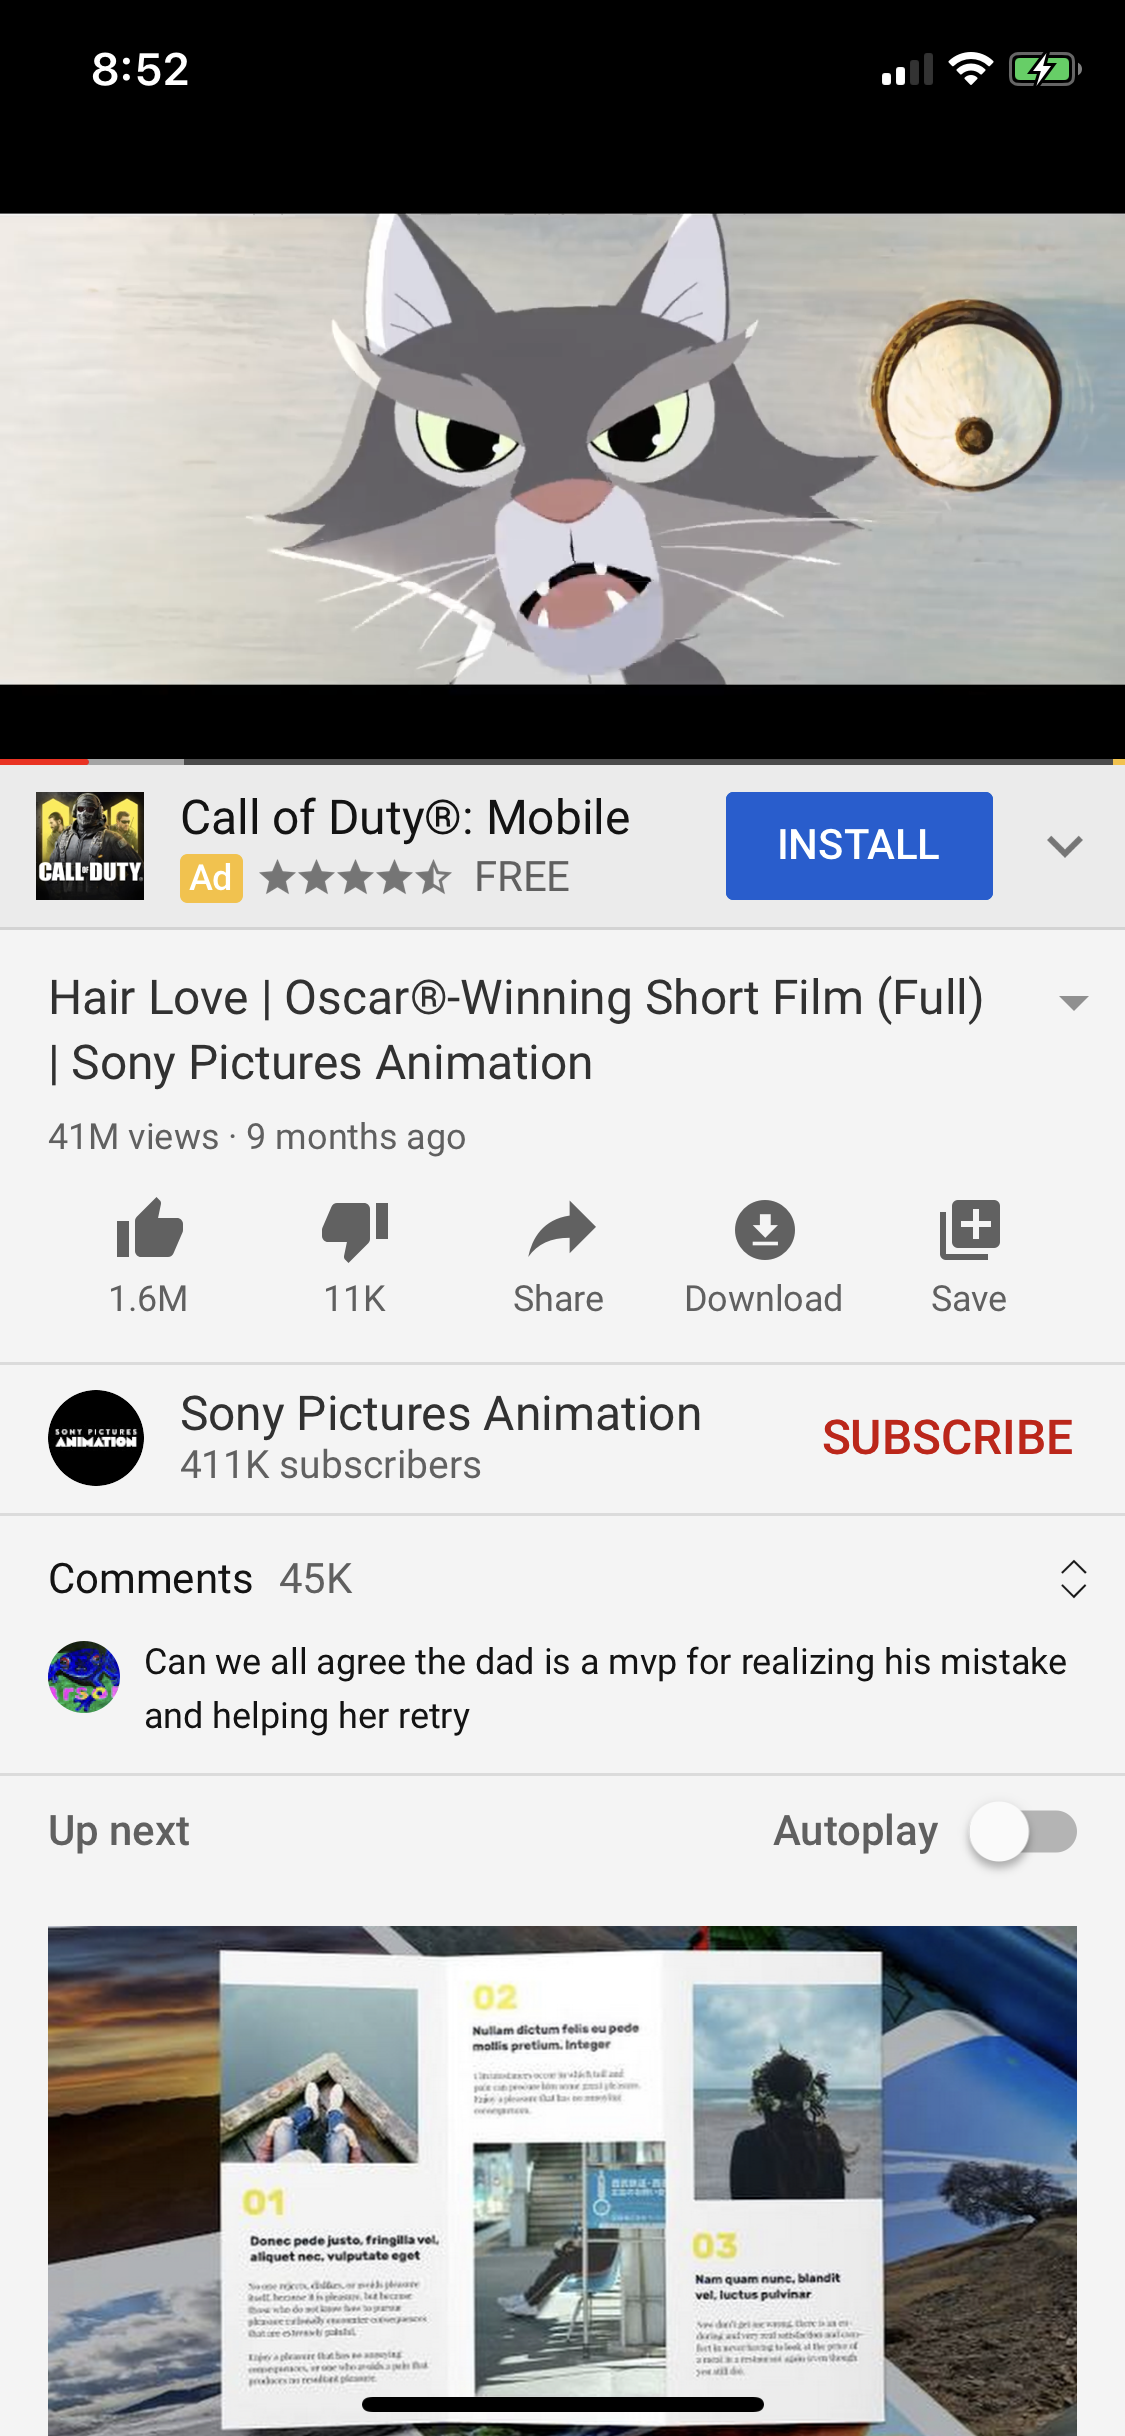 8:52
CALL OF DUTY
Call of Duty®: Mobile
Ad FREE
INSTALL
Hair Love | Oscar®-Winning Short Film (Full)
| Sony Pictures Animation
41M views · 9 months ago
1.6M
11K
Share
Download
Save
SONY PICTURES
ANIMATION
Sony Pictures Animation
411K subscribers
SUBSCRIBE
Comments 45K
Can we all agree the dad is a mvp for realizing his mistake
and helping her retry
Up next
Autoplay
01
Donec pede justo, fringilla vel,
aliquet nec, vulputate eget
02
Nullam dictum felis eu pede
mollis pretium. Integer
03
Nam quam nunc, blandit
vel, luctus pulvinar